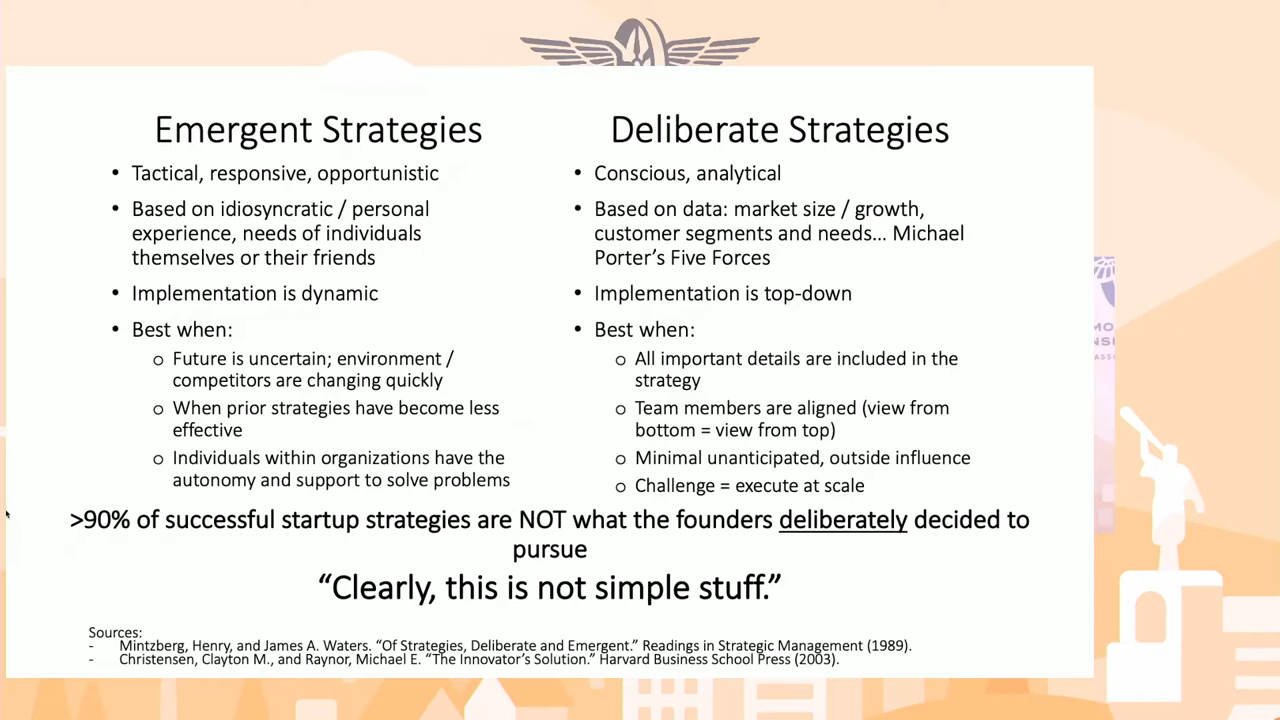 Emergent Strategies
• Tactical, responsive, opportunistic
• Based on idiosyncratic / personal
experience, needs of individuals
themselves or their friends
• Implementation is dynamic
• Best when:
o Future is uncertain; environment /
competitors are changing quickly
o When prior strategies have become less
effective
o Individuals within organizations have the
autonomy and support to solve problems
Deliberate Strategies
• Conscious, analytical
• Based on data: market size / growth,
customer segments and needs… Michael
Porter’s Five Forces
• Implementation is top-down
• Best when:
o All important details are included in the
strategy
o Team members are aligned (view from
bottom = view from top)
o Minimal unanticipated, outside influence
o Challenge = execute at scale
>90% of successful startup strategies are NOT what the founders deliberately decided to
pursue
“Clearly, this is not simple stuff.”
Sources:
- Mintzberg, Henry, and James A. Waters. “Of Strategies, Deliberate and Emergent.” Readings in Strategic Management (1989).
- Christensen, Clayton M., and Raynor, Michael E. “The Innovator’s Solution.” Harvard Business School Press (2003).